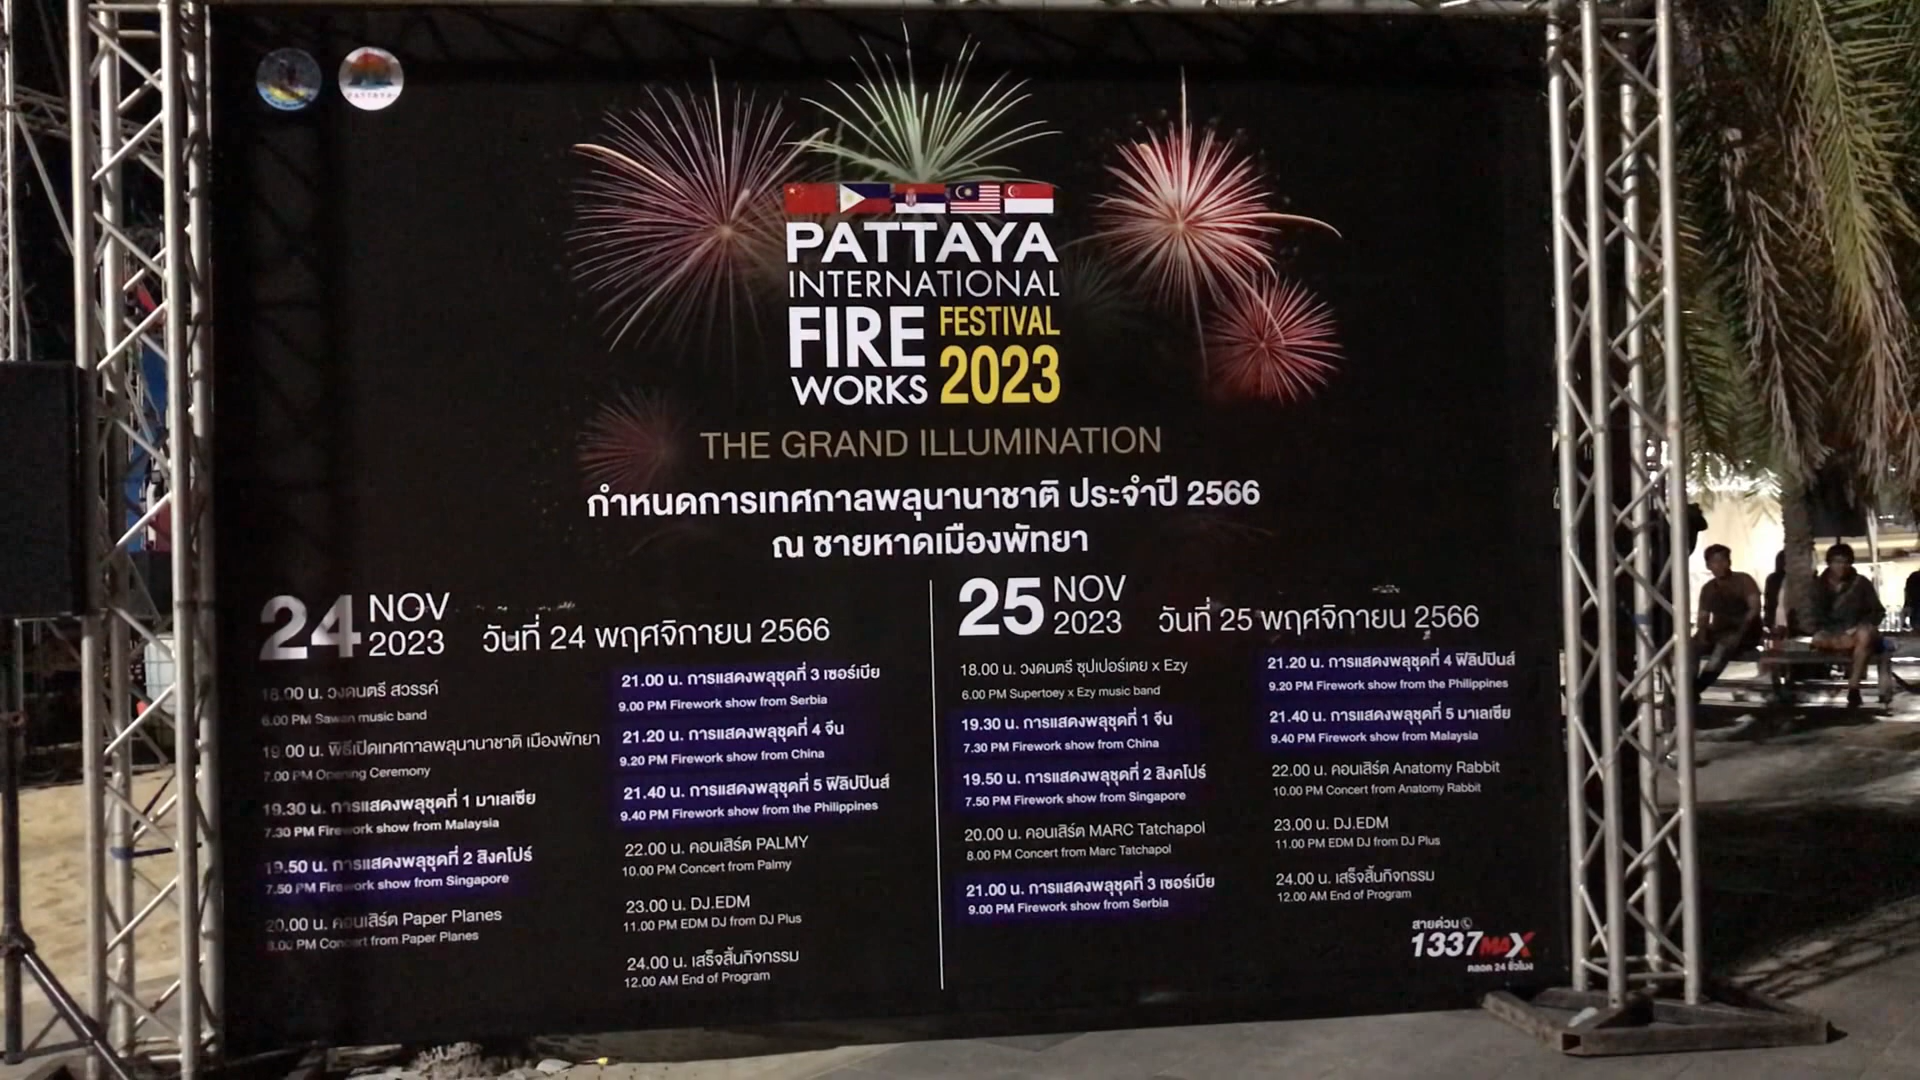 PATTAYA
PATTAYA
INTERNATIONAL
FIRE
WORKS
FESTIVAL
2023
THE GRAND ILLUMINATION
กำหนดการเทศกาลพลุนานาชาติ ประจำปี 2566
ณ ชายหาดเมืองพัทยา
24 NOV 2023 วันที่ 24 พฤศจิกายน 2566
18.00 น. วงดนตรี สวรรค์
6.00 PM Sawan music band
19.00 น. พิธีเปิดเทศกาลพลุนานาชาติ เมืองพัทยา
7.00 PM Opening Ceremony
19.30 น. การแสดงพลุชุดที่ 1 มาเลเซีย
7.30 PM Firework show from Malaysia
19.50 น. การแสดงพลุชุดที่ 2 สิงคโปร์
7.50 PM Firework show from Singapore
20.00 น. คอนเสิร์ต Paper Planes
8.00 PM Concert from Paper Planes
21.00 น. การแสดงพลุชุดที่ 3 เซอร์เบีย
9.00 PM Firework show from Serbia
21.20 น. การแสดงพลุชุดที่ 4 จีน
9.20 PM Firework show from China
21.40 น. การแสดงพลุชุดที่ 5 ฟิลิปปินส์
9.40 PM Firework show from the Philippines
22.00 น. คอนเสิร์ต PALMY
10.00 PM Concert from Palmy
23.00 น. DJ.EDM
11.00 PM EDM DJ from DJ Plus
24.00 น. เสร็จสิ้นกิจกรรม
12.00 AM End of Program
25 NOV 2023 วันที่ 25 พฤศจิกายน 2566
18.00 น. วงดนตรี ซุปเปอร์เตย x Ezy
6.00 PM Supertoey x Ezy music band
19.30 น. การแสดงพลุชุดที่ 1 จีน
7.30 PM Firework show from China
19.50 น. การแสดงพลุชุดที่ 2 สิงคโปร์
7.50 PM Firework show from Singapore
20.00 น. คอนเสิร์ต MARC Tatchapol
8.00 PM Concert from Marc Tatchapol
21.00 น. การแสดงพลุชุดที่ 3 เซอร์เบีย
9.00 PM Firework show from Serbia
21.20 น. การแสดงพลุชุดที่ 4 ฟิลิปปินส์
9.20 PM Firework show from the Philippines
21.40 น. การแสดงพลุชุดที่ 5 มาเลเซีย
9.40 PM Firework show from Malaysia
22.00 น. คอนเสิร์ต Anatomy Rabbit
10.00 PM Concert from Anatomy Rabbit
23.00 น. DJ.EDM
11.00 PM EDM DJ from DJ Plus
24.00 น. เสร็จสิ้นกิจกรรม
12.00 AM End of Program
สายด่วน
1337 MAX
ตลอด 24 ชั่วโมง